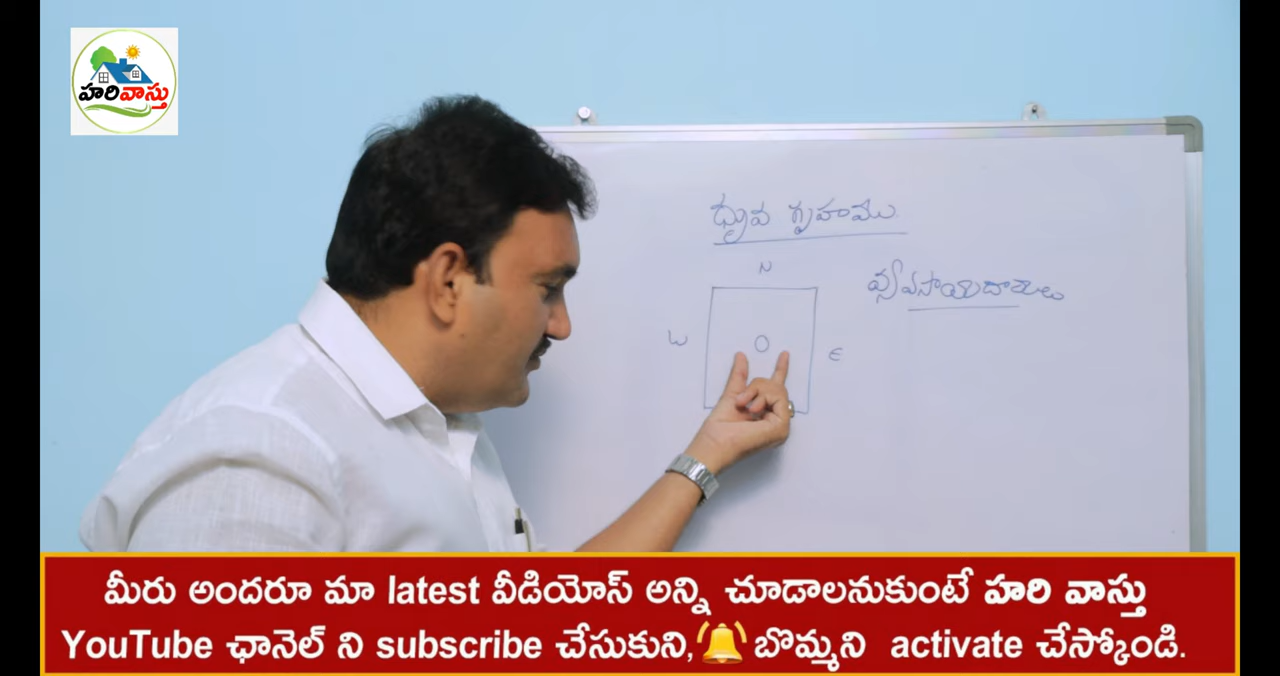 హరివాస్తు
ధ్రువ గృహము
N
వ్యవసాయదారులు
W
O
E
మీరు అందరూ మా latest వీడియోస్ అన్ని చూడాలనుకుంటే హరి వాస్తు
YouTube ఛానెల్ ని subscribe చేసుకుని,🔔బొమ్మని activate చేస్కోండి.